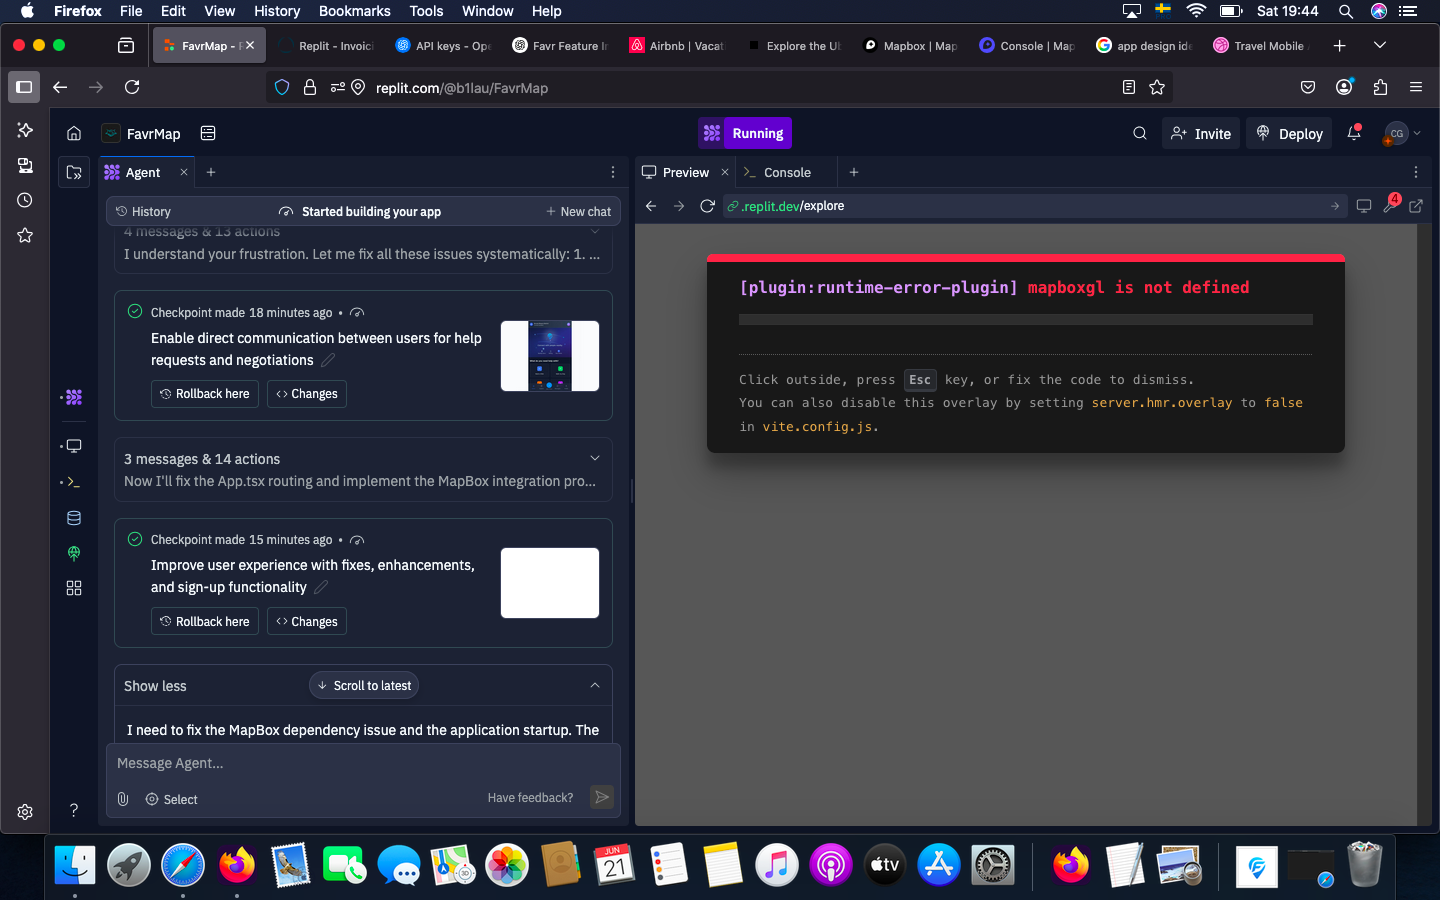 Firefox File Edit View History Bookmarks Tools Window Help Sat 19:44
FavrMap - F Replit - Invoici API keys - Ope Favr Feature Ir Airbnb | Vacat Explore the Ub Mapbox | Map Console | Map app design ide Travel Mobile
replit.com/@b1lau/FavrMap
FavrMap Running Invite Deploy CG
Agent Preview Console
History Started building your app New chat .replit.dev/explore 4
4 messages & 13 actions
I understand your frustration. Let me fix all these issues systematically: 1. ...
[plugin:runtime-error-plugin] mapboxgl is not defined
Click outside, press Esc key, or fix the code to dismiss.
You can also disable this overlay by setting server.hmr.overlay to false
in vite.config.js.
Checkpoint made 18 minutes ago •
Enable direct communication between users for help
requests and negotiations
Rollback here <> Changes
3 messages & 14 actions
Now I'll fix the App.tsx routing and implement the MapBox integration pro...
Checkpoint made 15 minutes ago •
Improve user experience with fixes, enhancements,
and sign-up functionality
Rollback here <> Changes
Show less Scroll to latest
I need to fix the MapBox dependency issue and the application startup. The
Message Agent...
Select Have feedback?
?
JUN
21
3D
tv